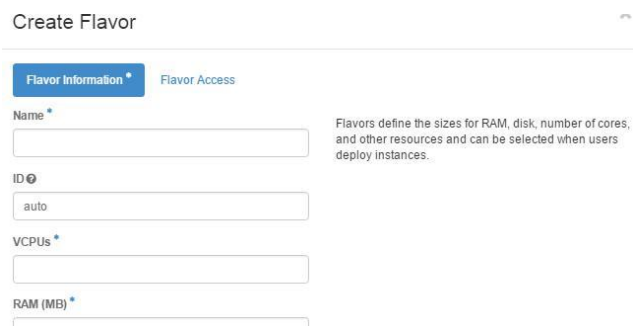 Create Flavor
Flavor Information *
Flavor Access
Name *
Flavors define the sizes for RAM, disk, number of cores,
and other resources and can be selected when users
deploy instances.
ID
auto
VCPUs *
RAM (MB) *